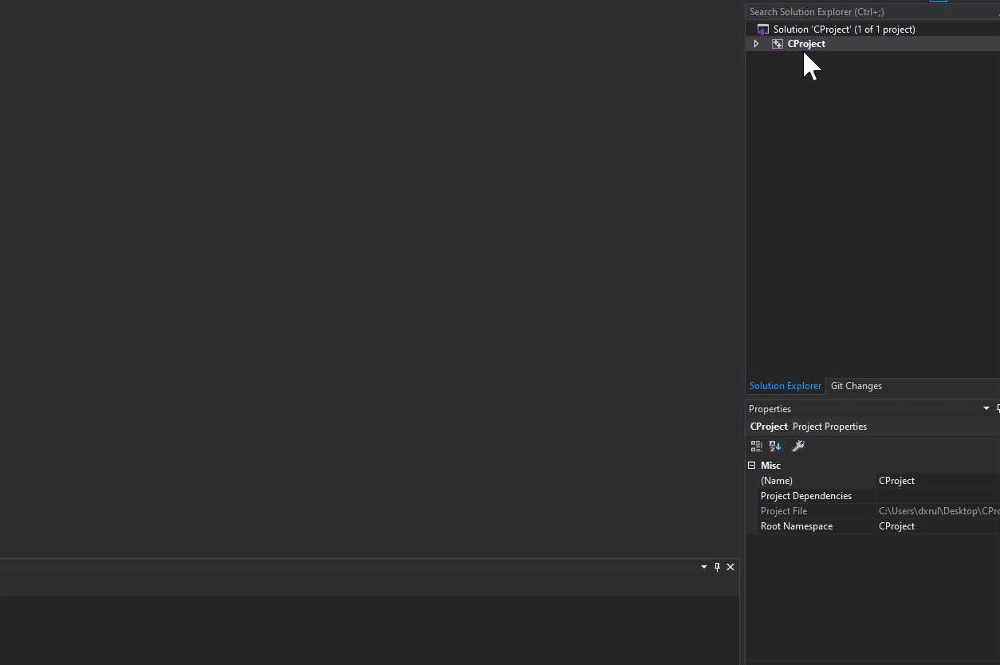 Search Solution Explorer (Ctrl+;)
Solution 'CProject' (1 of 1 project)
CProject
Solution Explorer Git Changes
Properties
CProject Project Properties
Misc
(Name) CProject
Project Dependencies
Project File C:\Users\dxrul\Desktop\CPro
Root Namespace CProject